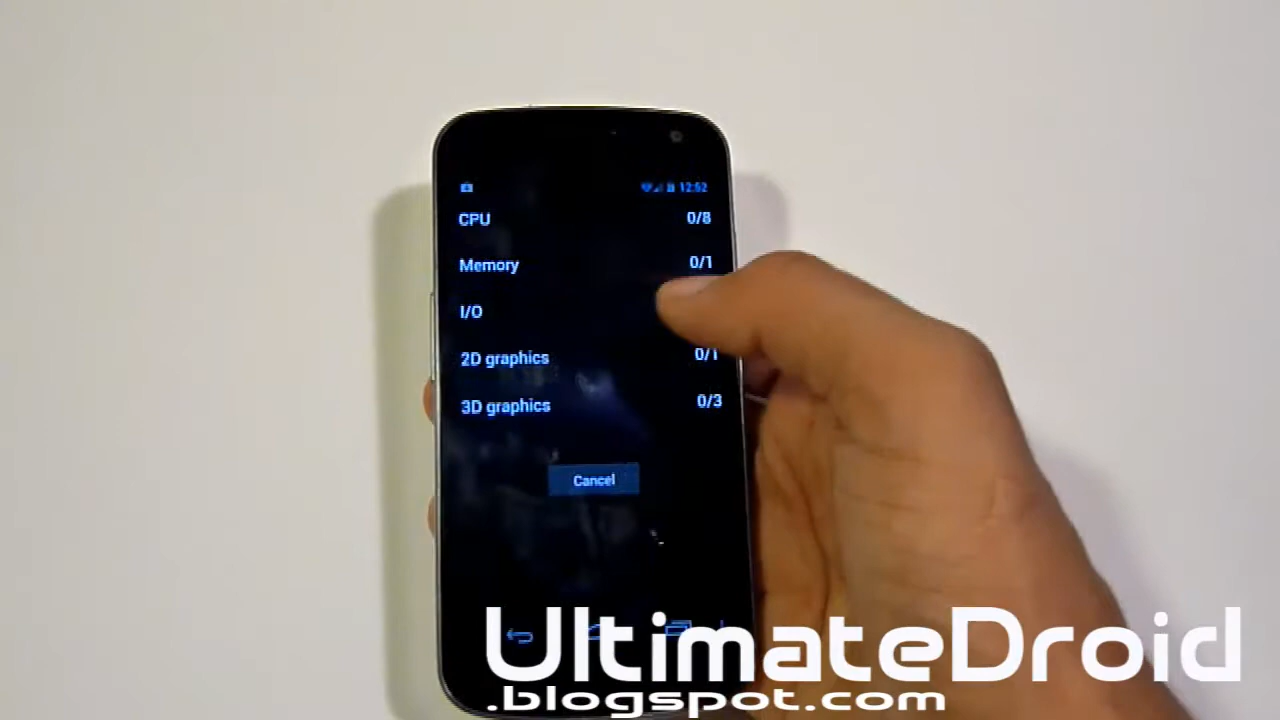 12:52
CPU 0/8
Memory 0/1
I/O
2D graphics 0/1
3D graphics 0/3
Cancel
UltimateDroid
.blogspot.com